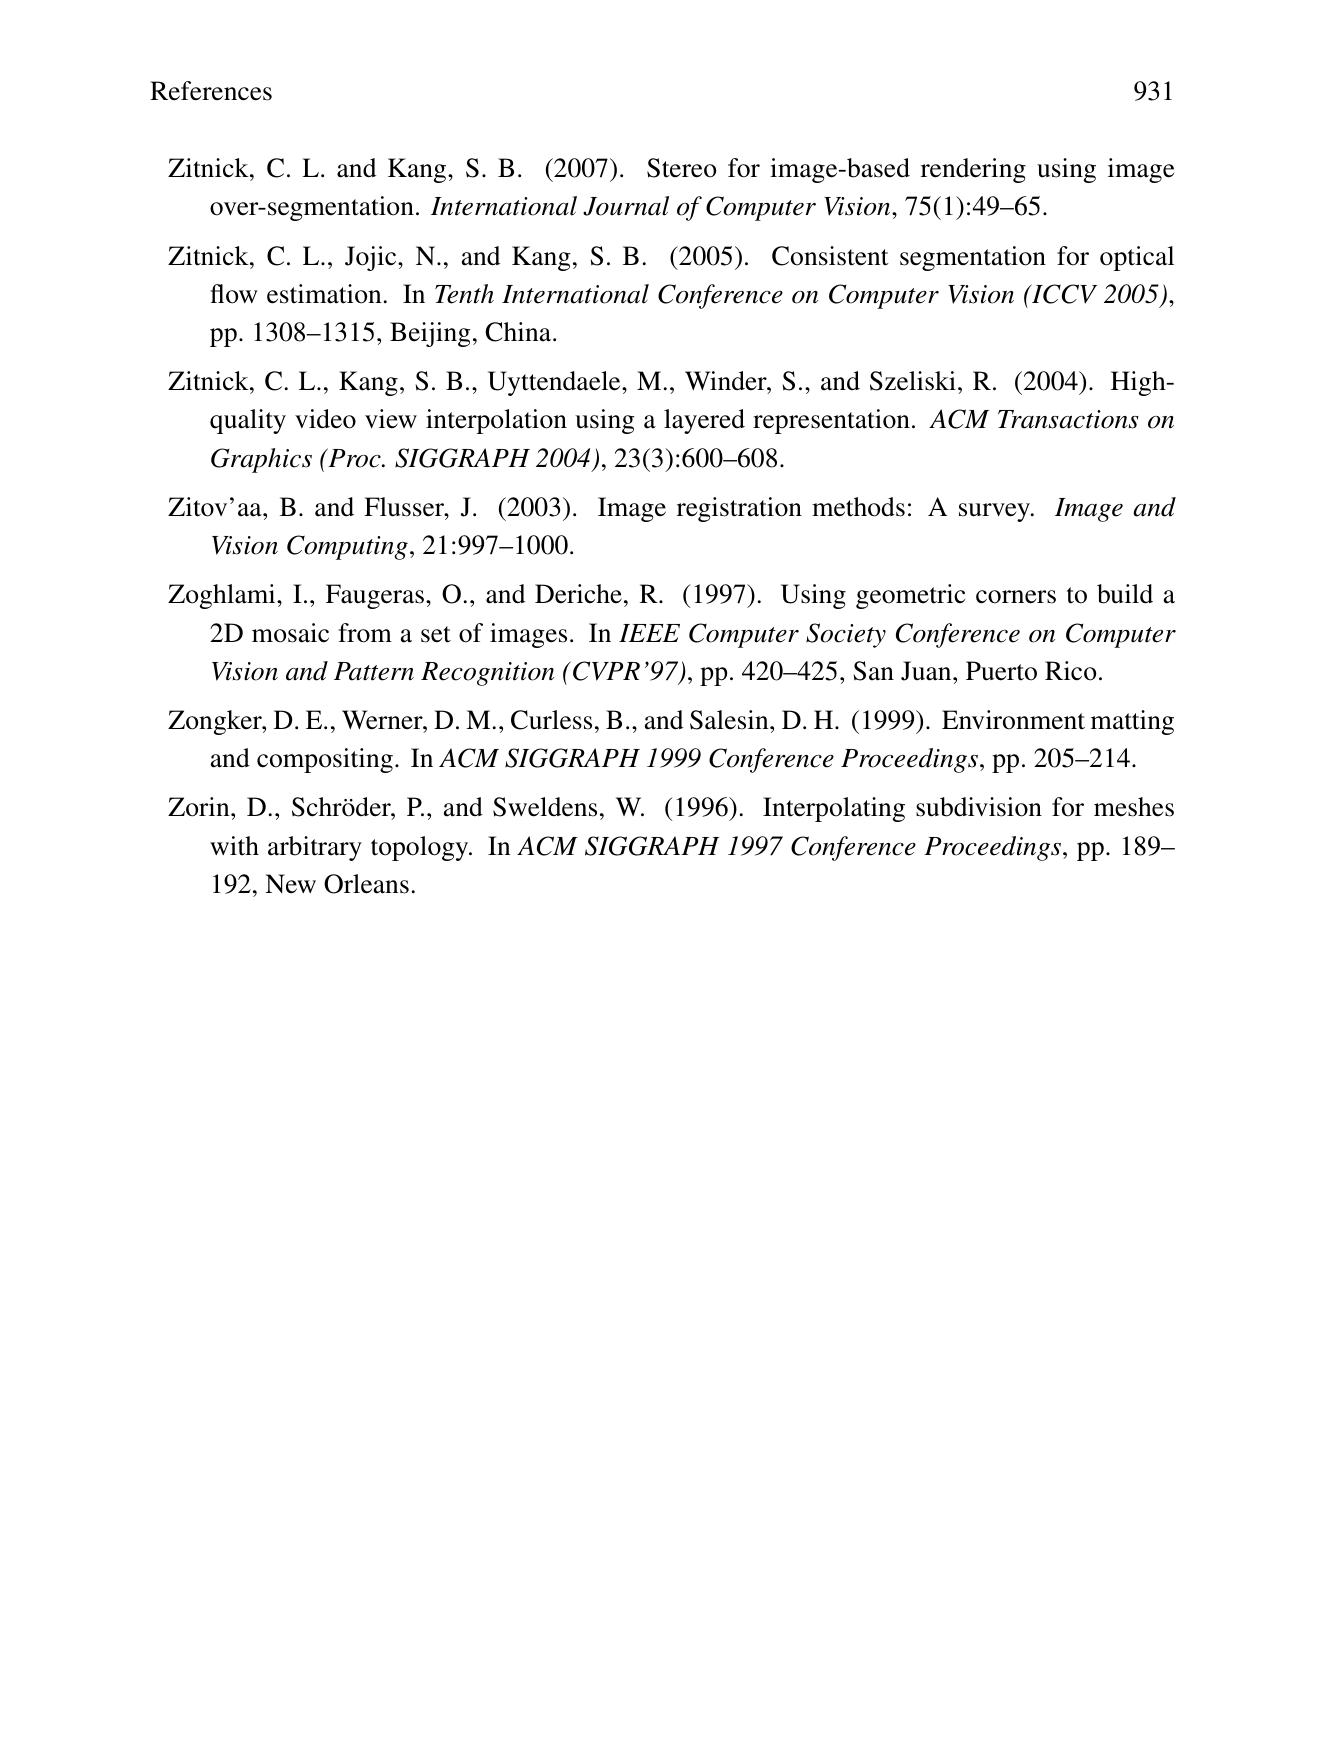 References 931
Zitnick, C. L. and Kang, S. B. (2007). Stereo for image-based rendering using image
over-segmentation. International Journal of Computer Vision, 75(1):49–65.
Zitnick, C. L., Jojic, N., and Kang, S. B. (2005). Consistent segmentation for optical
flow estimation. In Tenth International Conference on Computer Vision (ICCV 2005),
pp. 1308–1315, Beijing, China.
Zitnick, C. L., Kang, S. B., Uyttendaele, M., Winder, S., and Szeliski, R. (2004). High-
quality video view interpolation using a layered representation. ACM Transactions on
Graphics (Proc. SIGGRAPH 2004), 23(3):600–608.
Zitov’aa, B. and Flusser, J. (2003). Image registration methods: A survey. Image and
Vision Computing, 21:997–1000.
Zoghlami, I., Faugeras, O., and Deriche, R. (1997). Using geometric corners to build a
2D mosaic from a set of images. In IEEE Computer Society Conference on Computer
Vision and Pattern Recognition (CVPR’97), pp. 420–425, San Juan, Puerto Rico.
Zongker, D. E., Werner, D. M., Curless, B., and Salesin, D. H. (1999). Environment matting
and compositing. In ACM SIGGRAPH 1999 Conference Proceedings, pp. 205–214.
Zorin, D., Schröder, P., and Sweldens, W. (1996). Interpolating subdivision for meshes
with arbitrary topology. In ACM SIGGRAPH 1997 Conference Proceedings, pp. 189–
192, New Orleans.